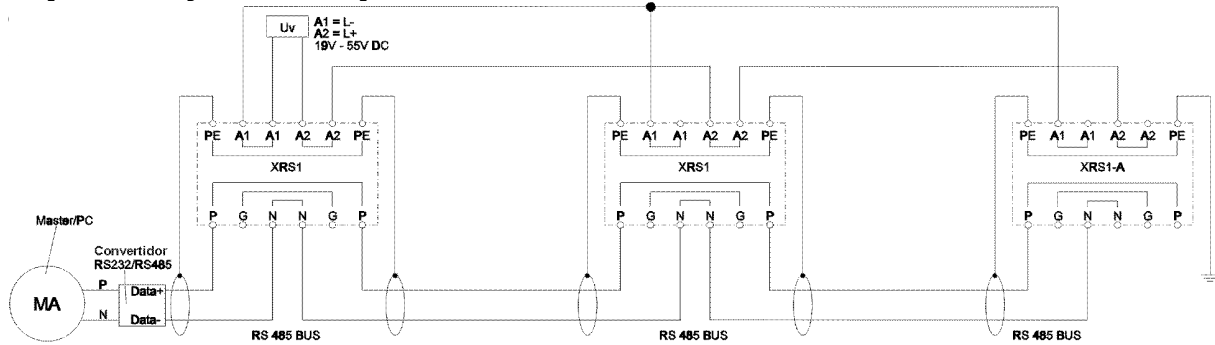 Uv
A1 = L-
A2 = L+
19V - 55V DC
PE A1 A1 A2 A2 PE
XRS1
P G N N G P
PE A1 A1 A2 A2 PE
XRS1
P G N N G P
PE A1 A1 A2 A2 PE
XRS1-A
P G N N G P
Master/PC
MA
P
N
Convertidor
RS232/RS485
Data+
Data-
RS 485 BUS
RS 485 BUS
RS 485 BUS